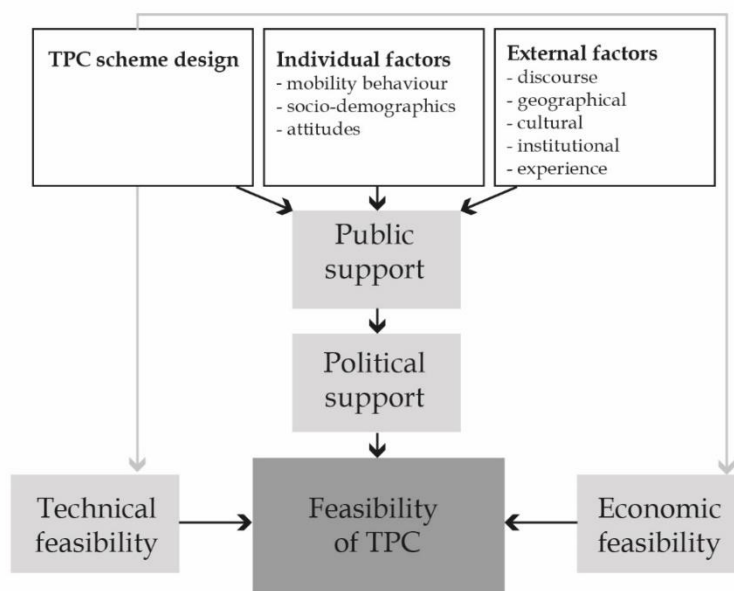 TPC scheme design
Individual factors
- mobility behaviour
- socio-demographics
- attitudes
External factors
- discourse
- geographical
- cultural
- institutional
- experience
Public
support
Political
support
Technical
feasibility
Feasibility
of TPC
Economic
feasibility